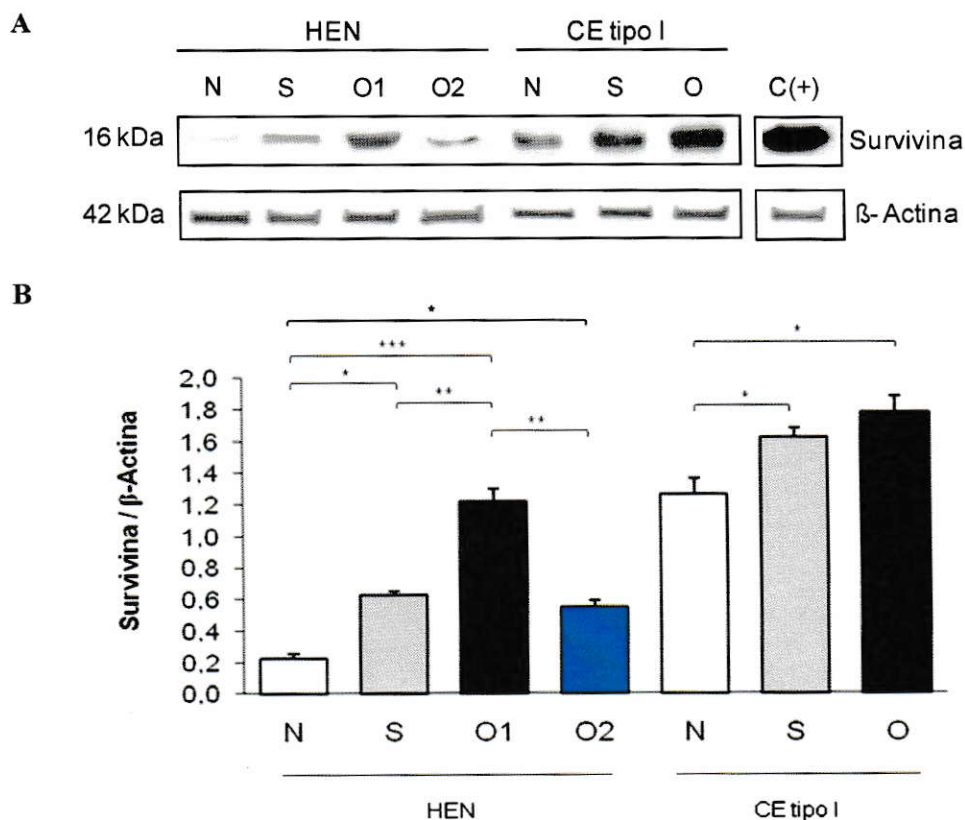 A
HEN CE tipo I
N S O1 O2 N S O C(+)
16 kDa Survivina
42 kDa ß-Actina
B
*
*** *
* ** *
**
2,0
1,8
1,6
1,4
1,2
1,0
0,8
0,6
0,4
0,2
0,0
Survivina / β-Actina
N S O1 O2 N S O
HEN CE tipo I